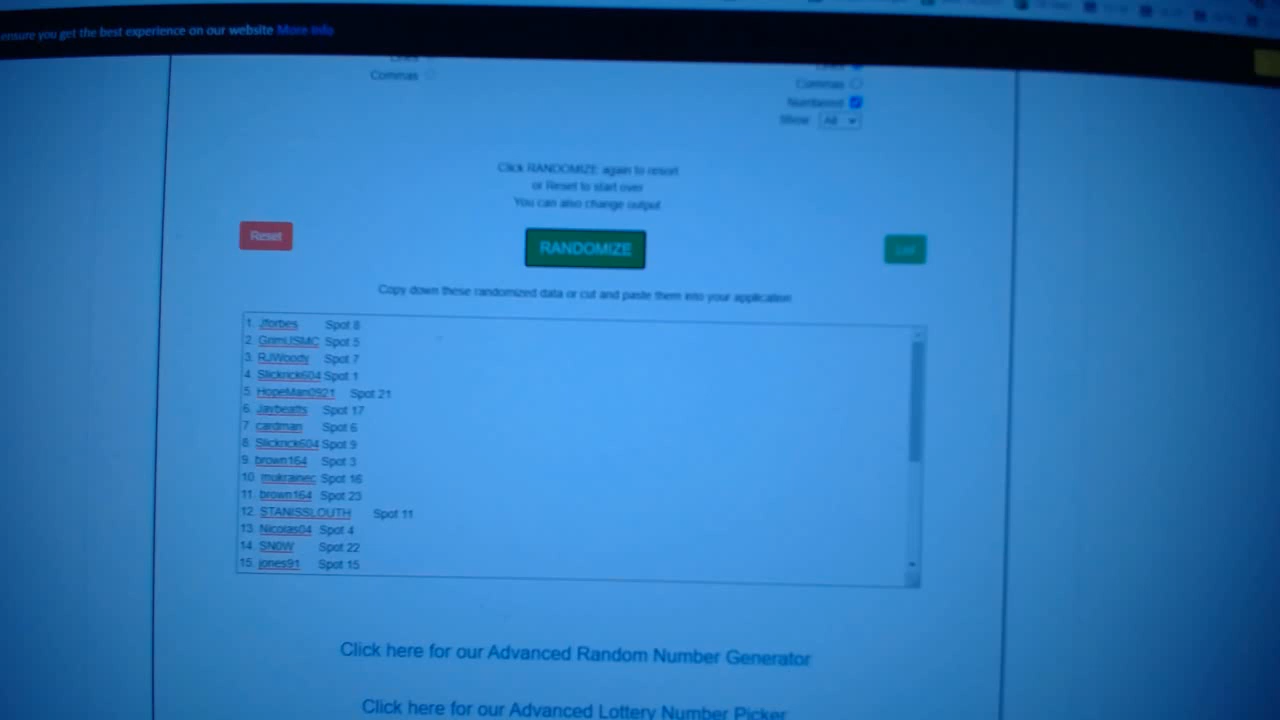 ensure you get the best experience on our website More Info
Commas
Commas
Numbered
Show All
Click RANDOMIZE again to resort
or Reset to start over
You can also change output
Reset
RANDOMIZE
Copy down these randomized data or cut and paste them into your application
1. Jforbes Spot 8
2. GrimUSMC Spot 5
3. RJWoody Spot 7
4. Slickrick604 Spot 1
5. HopeMan0921 Spot 21
6. Jaybeatts Spot 17
7. cardman Spot 6
8. Slickrick604 Spot 9
9. brown164 Spot 3
10. mukrainec Spot 16
11. brown164 Spot 23
12. STANISSLOUTH Spot 11
13. Nicolas04 Spot 4
14. SN0W Spot 22
15. jones91 Spot 15
Click here for our Advanced Random Number Generator
Click here for our Advanced Lottery Number Picker